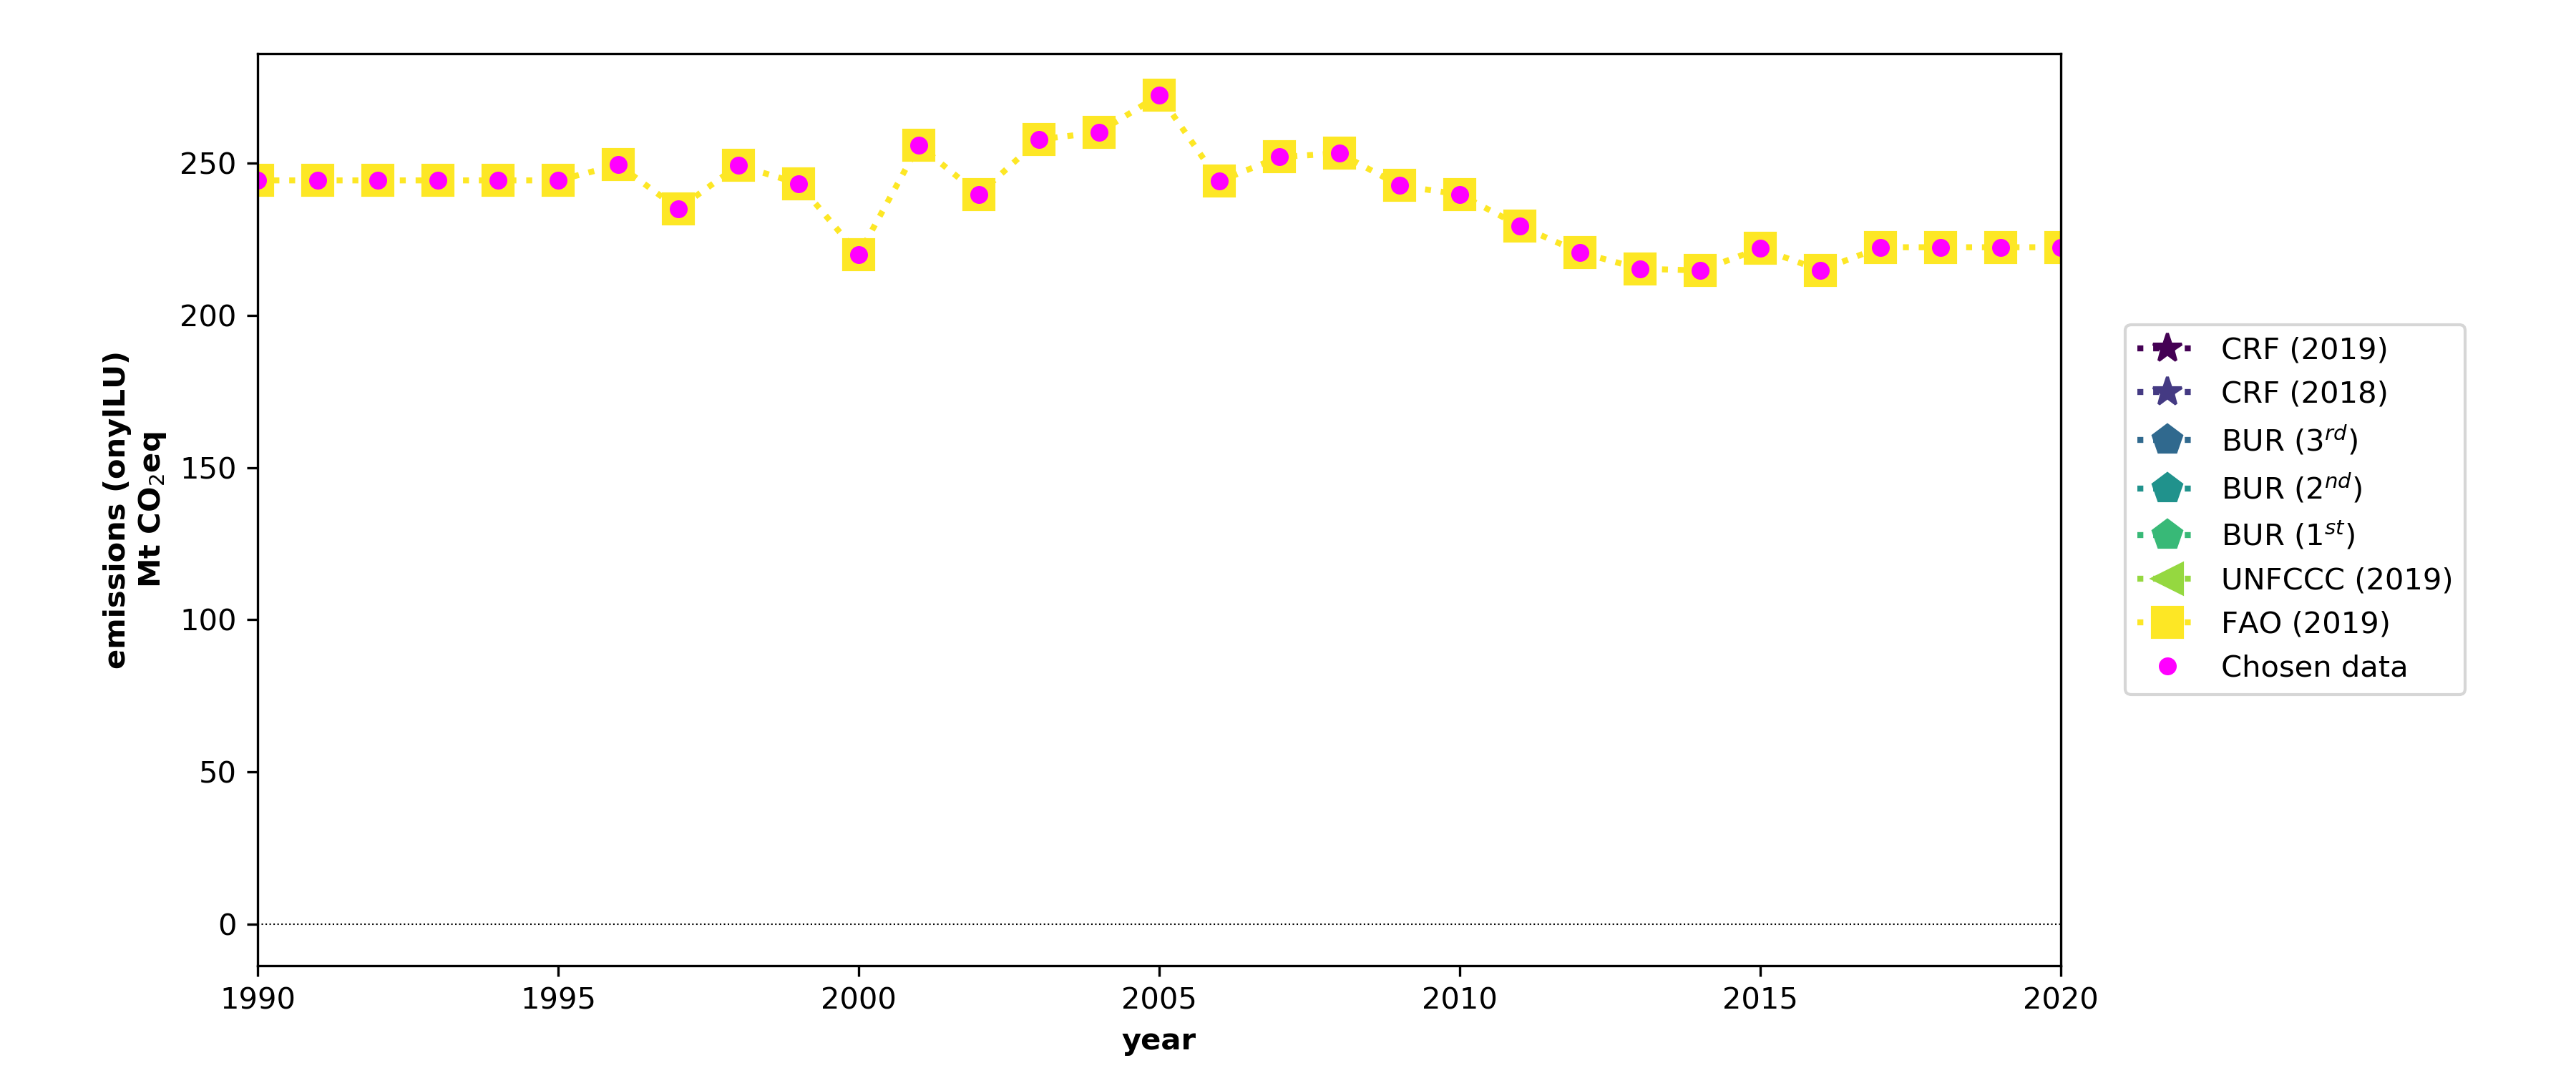 emissions (onylLU)
Mt CO₂eq
250
200
150
100
50
0
1990 1995 2000 2005 2010 2015 2020
year
CRF (2019)
CRF (2018)
BUR (3ʳᵈ)
BUR (2ⁿᵈ)
BUR (1ˢᵗ)
UNFCCC (2019)
FAO (2019)
Chosen data